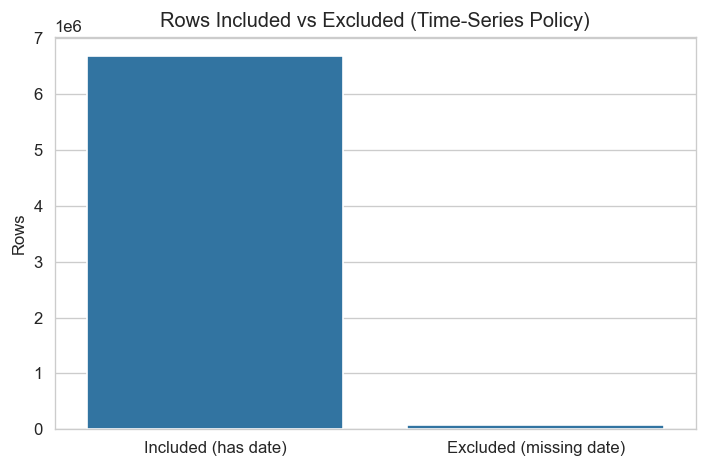 Rows Included vs Excluded (Time-Series Policy)
1e6
7
6
5
4
3
2
1
0
Rows
Included (has date)
Excluded (missing date)